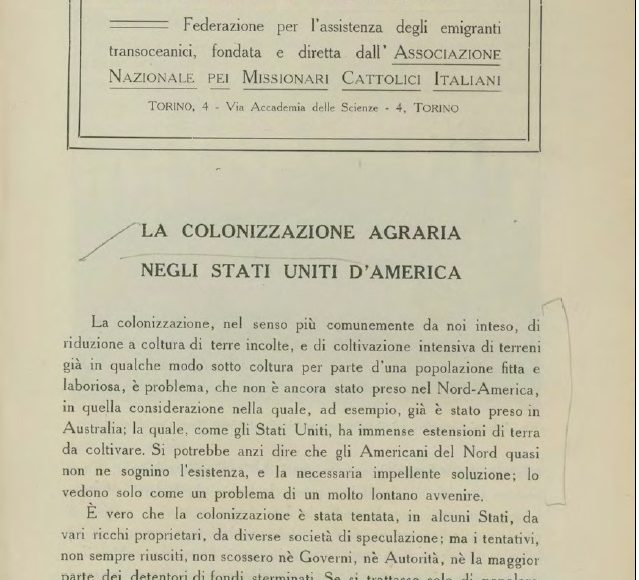 Federazione per l'assistenza degli emigranti
transoceanici, fondata e diretta dall' ASSOCIAZIONE
NAZIONALE PEI MISSIONARI CATTOLICI ITALIANI
TORINO, 4 - Via Accademia delle Scienze - 4, TORINO
LA COLONIZZAZIONE AGRARIA
NEGLI STATI UNITI D'AMERICA
La colonizzazione, nel senso più comunemente da noi inteso, di
riduzione a coltura di terre incolte, e di coltivazione intensiva di terreni
già in qualche modo sotto coltura per parte d'una popolazione fitta e
laboriosa, è problema, che non è ancora stato preso nel Nord-America,
in quella considerazione nella quale, ad esempio, già è stato preso in
Australia; la quale, come gli Stati Uniti, ha immense estensioni di terra
da coltivare. Si potrebbe anzi dire che gli Americani del Nord quasi
non ne sognino l'esistenza, e la necessaria impellente soluzione; lo
vedono solo come un problema di un molto lontano avvenire.
È vero che la colonizzazione è stata tentata, in alcuni Stati, da
vari ricchi proprietari, da diverse società di speculazione; ma i tentativi,
non sempre riusciti, non scossero nè Governi, nè Autorità, nè la maggior
parte dei detentori di fondi sterminati. Se si trattasse solo di